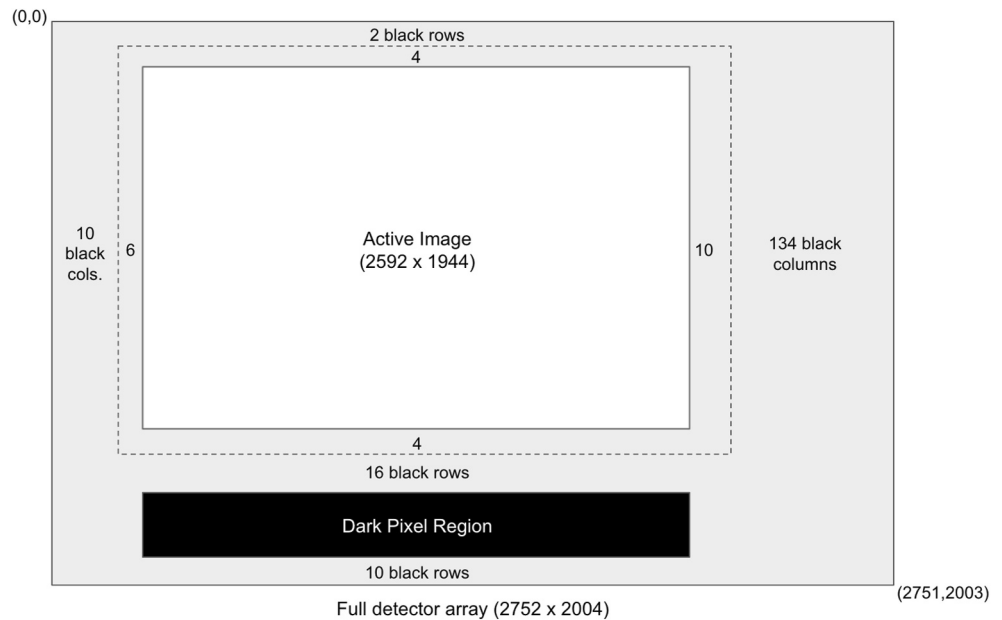 (0,0)
2 black rows
4
10
black
cols.
6
Active Image
(2592 x 1944)
10
134 black
columns
4
16 black rows
Dark Pixel Region
10 black rows
(2751,2003)
Full detector array (2752 x 2004)